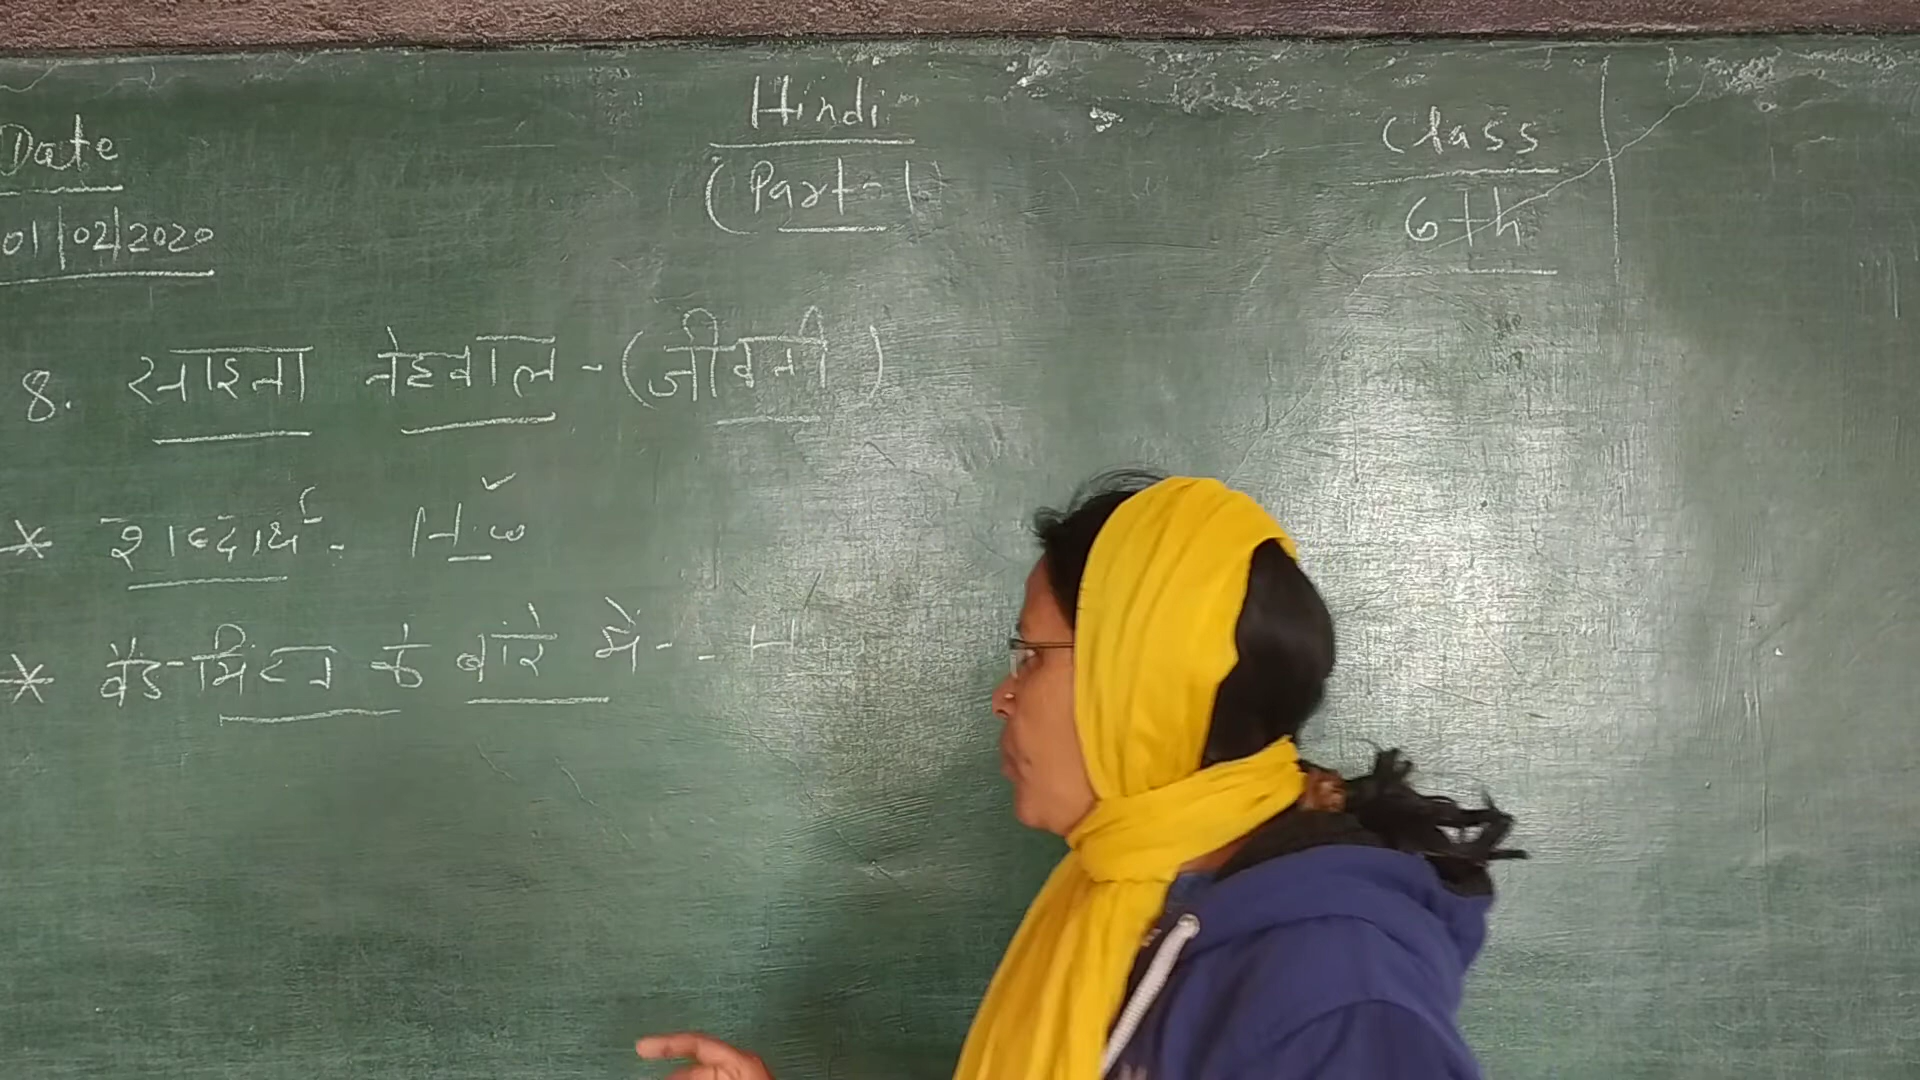 Date
01/02/2020
Hindi
(Part-1)
Class
6th
8. साइना नेहवाल - (जीवनी)
* शब्दार्थ - H.W
* बैडमिंटन के बारे में - - H